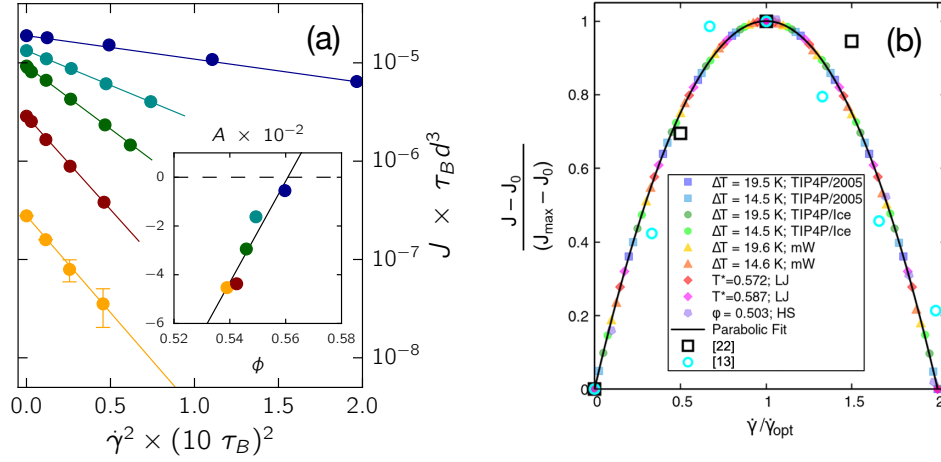 (a)
10⁻⁵
10⁻⁶
10⁻⁷
10⁻⁸
J × τ_B d³
A × 10⁻²
0
−2
−4
−6
0.52 0.54 0.56 0.58
ϕ
0.0 0.5 1.0 1.5 2.0
γ̇² × (10 τ_B)²
(b)
1
0.8
0.6
0.4
0.2
0
J − J₀
(J_max − J₀)
ΔT = 19.5 K; TIP4P/2005
ΔT = 14.5 K; TIP4P/2005
ΔT = 19.5 K; TIP4P/Ice
ΔT = 14.5 K; TIP4P/Ice
ΔT = 19.6 K; mW
ΔT = 14.6 K; mW
T*=0.572; LJ
T*=0.587; LJ
φ = 0.503; HS
Parabolic Fit
[22]
[13]
0 0.5 1 1.5 2
γ̇/γ̇_opt